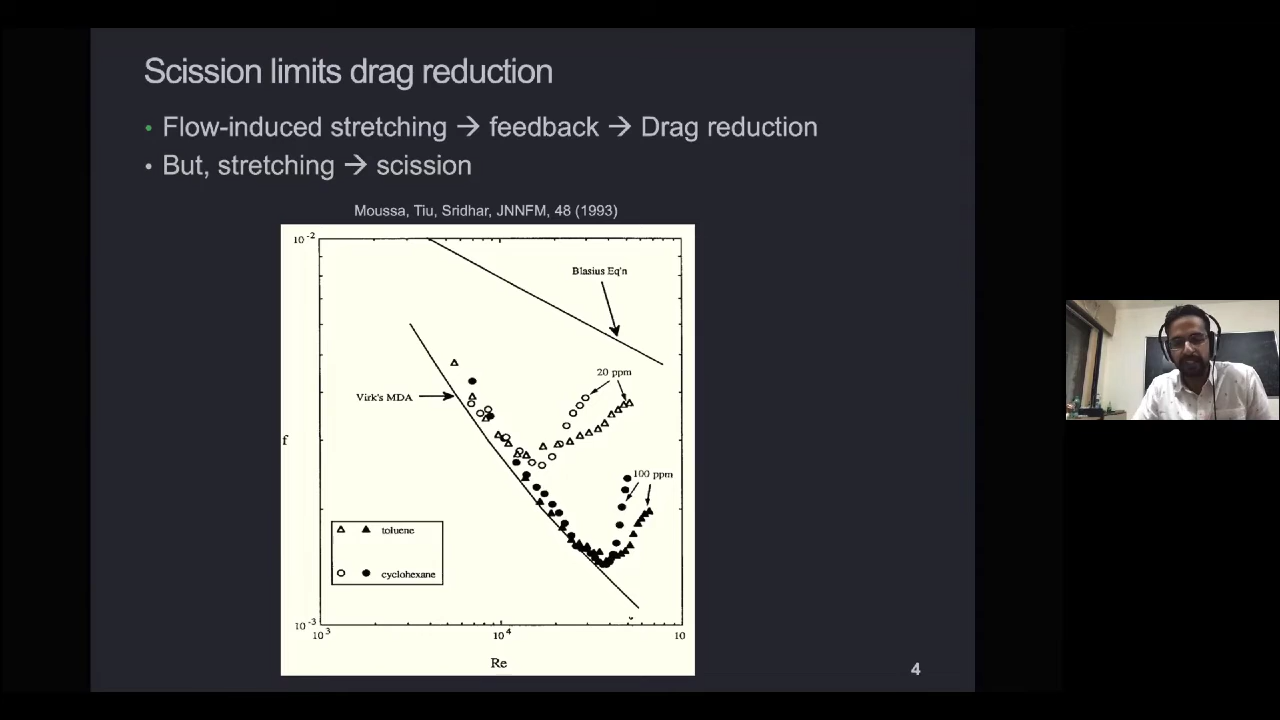 Scission limits drag reduction
• Flow-induced stretching → feedback → Drag reduction
• But, stretching → scission
Moussa, Tiu, Sridhar, JNNFM, 48 (1993)
10-2
Blasius Eq'n
20 ppm
Virk's MDA
f
100 ppm
toluene
cyclohexane
10-3
103
104
10
Re
4